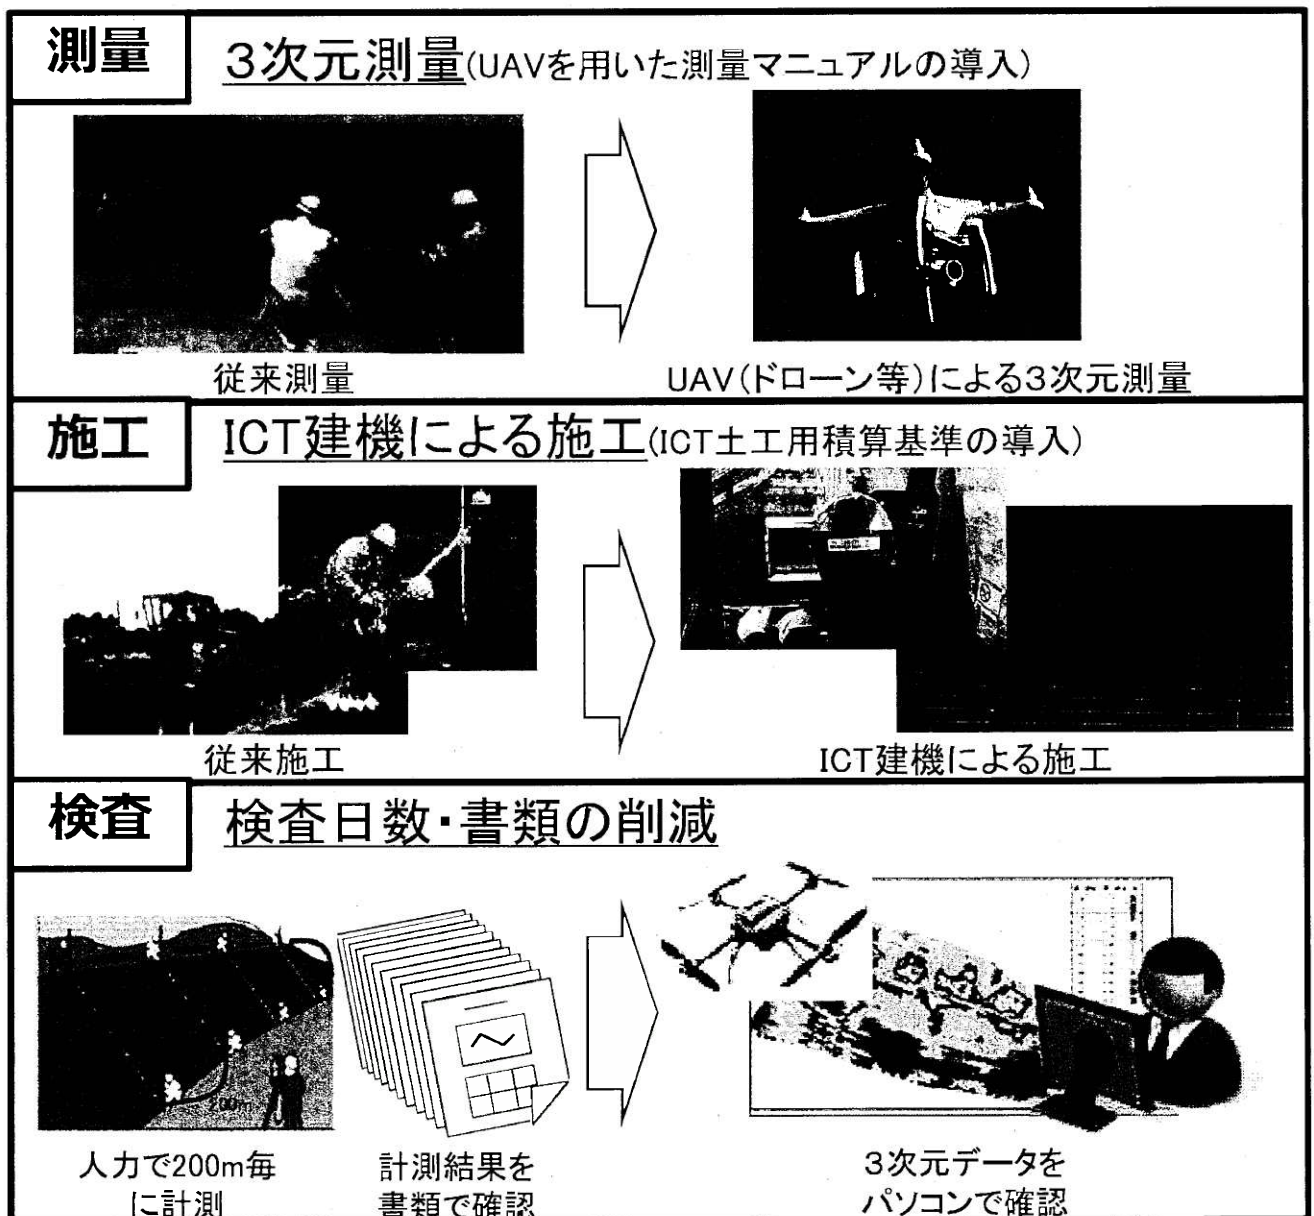 測量
3次元測量(UAVを用いた測量マニュアルの導入)
従来測量
UAV(ドローン等)による3次元測量
施工
ICT建機による施工(ICT土工用積算基準の導入)
従来施工
ICT建機による施工
検査
検査日数・書類の削減
200m
人力で200m毎
に計測
計測結果を
書類で確認
3次元データを
パソコンで確認